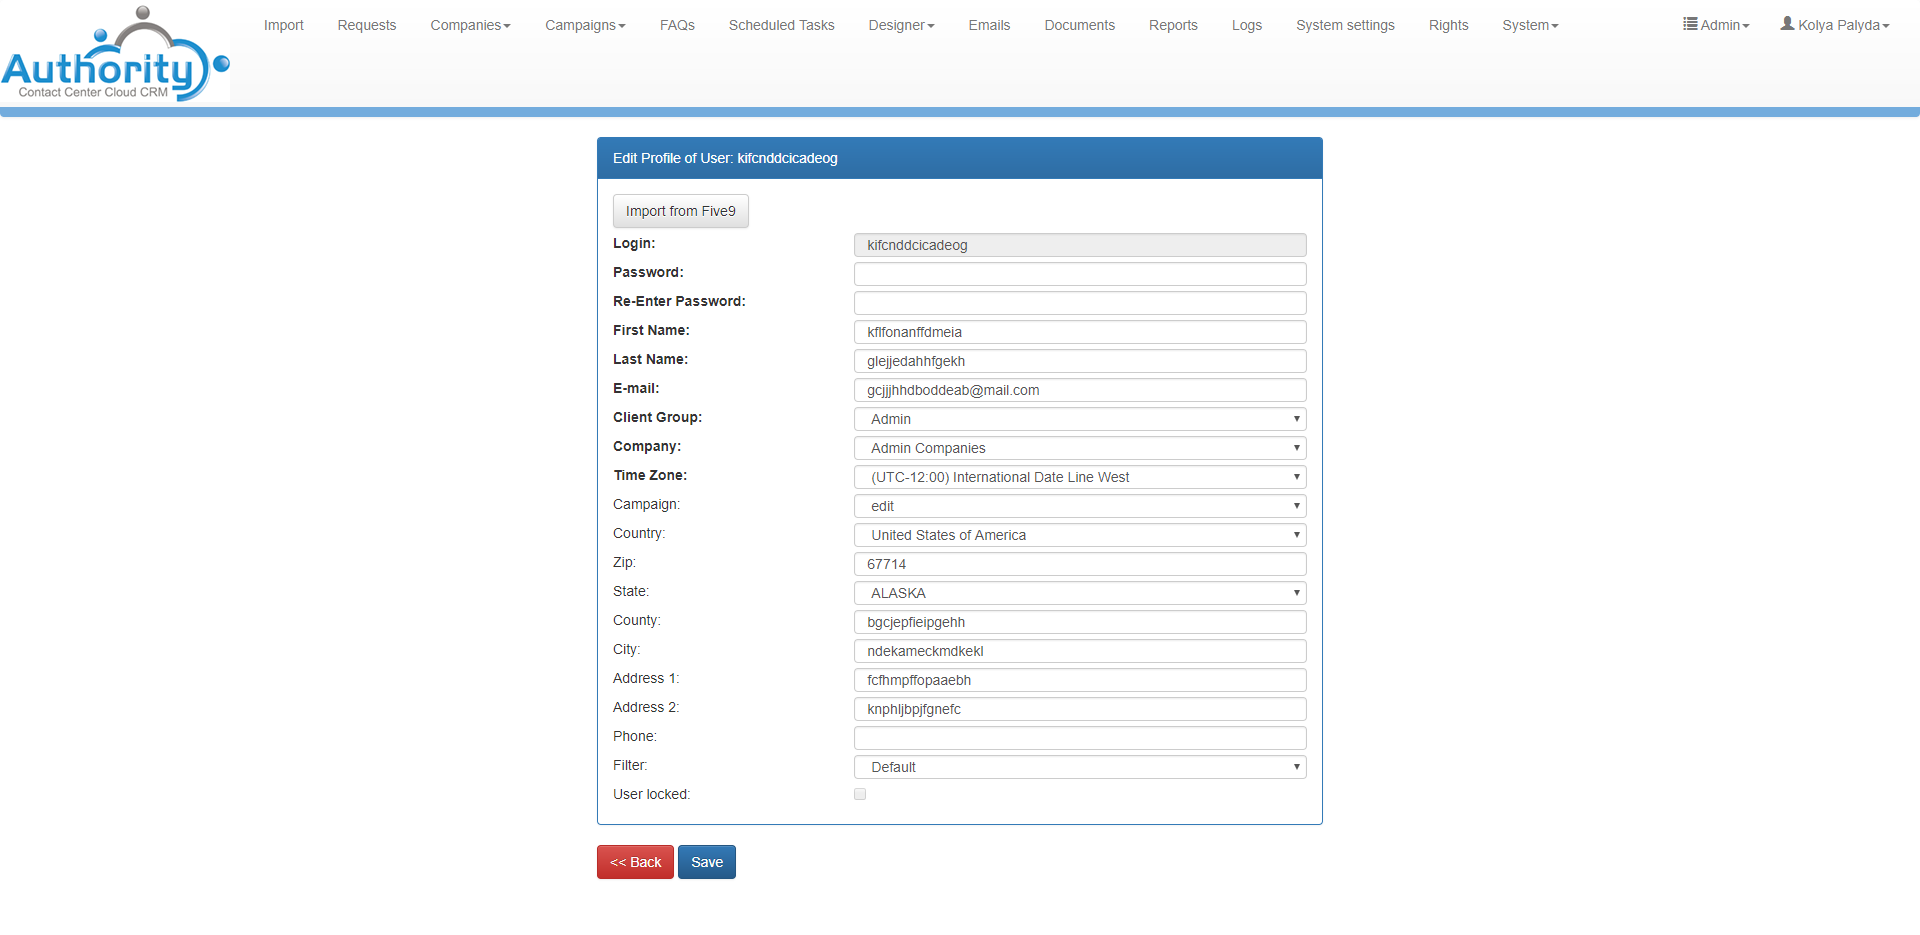 Authority
Contact Center Cloud CRM
Import Requests Companies Campaigns FAQs Scheduled Tasks Designer Emails Documents Reports Logs System settings Rights System Admin Kolya Palyda
Edit Profile of User: kifcnddcicadeog
Import from Five9
Login: kifcnddcicadeog
Password:
Re-Enter Password:
First Name: kflfonanffdmeia
Last Name: glejjedahhfgekh
E-mail: gcjjjhhdboddeab@mail.com
Client Group: Admin
Company: Admin Companies
Time Zone: (UTC-12:00) International Date Line West
Campaign: edit
Country: United States of America
Zip: 67714
State: ALASKA
County: bgcjepfieipgehh
City: ndekameckmdkekl
Address 1: fcfhmpffopaaebh
Address 2: knphljbpjfgnefc
Phone:
Filter: Default
User locked:
<< Back Save